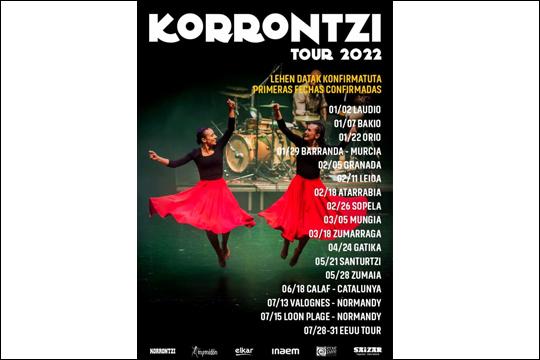 KORRONTZI
TOUR 2022
LEHEN DATAK KONFIRMATUTA
PRIMERAS FECHAS CONFIRMADAS
01/02 LAUDIO
01/07 BAKIO
01/22 ORIO
01/29 BARRANDA - MURCIA
02/05 GRANADA
02/11 LEIOA
02/18 ATARRABIA
02/26 SOPELA
03/05 MUNGIA
03/18 ZUMARRAGA
04/24 GATIKA
05/21 SANTURTZI
05/28 ZUMAIA
06/18 CALAF - CATALUNYA
07/13 VALOGNES - NORMANDY
07/15 LOON PLAGE - NORMANDY
07/28-31 EEUU TOUR
KORRONTZI
elkar
inaem
SAIZAR